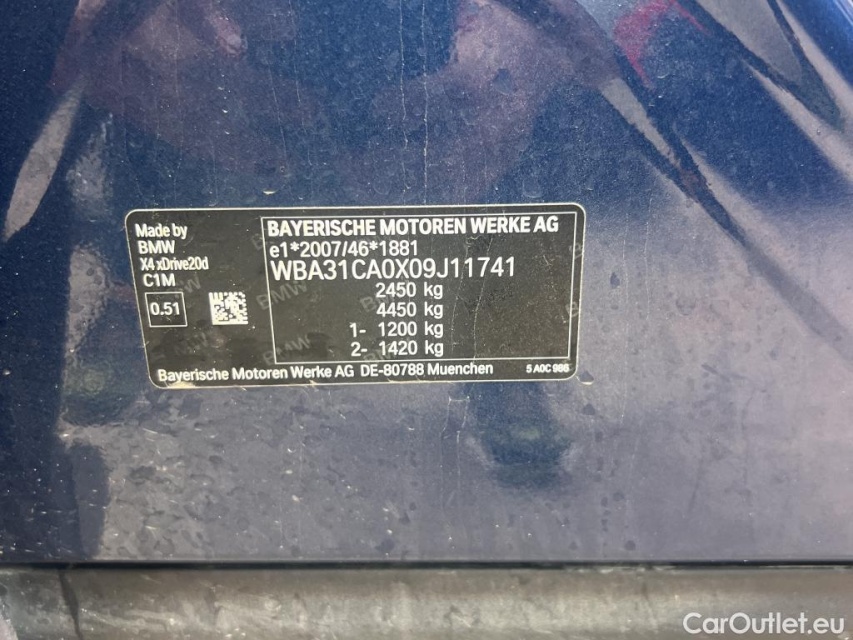 Made by
BMW
X4 xDrive20d
C1M
0.51
BAYERISCHE MOTOREN WERKE AG
e1*2007/46*1881
WBA31CA0X09J11741
2450 kg
4450 kg
1- 1200 kg
2- 1420 kg
Bayerische Motoren Werke AG DE-80788 Muenchen
5 A0C 986
CarOutlet.eu